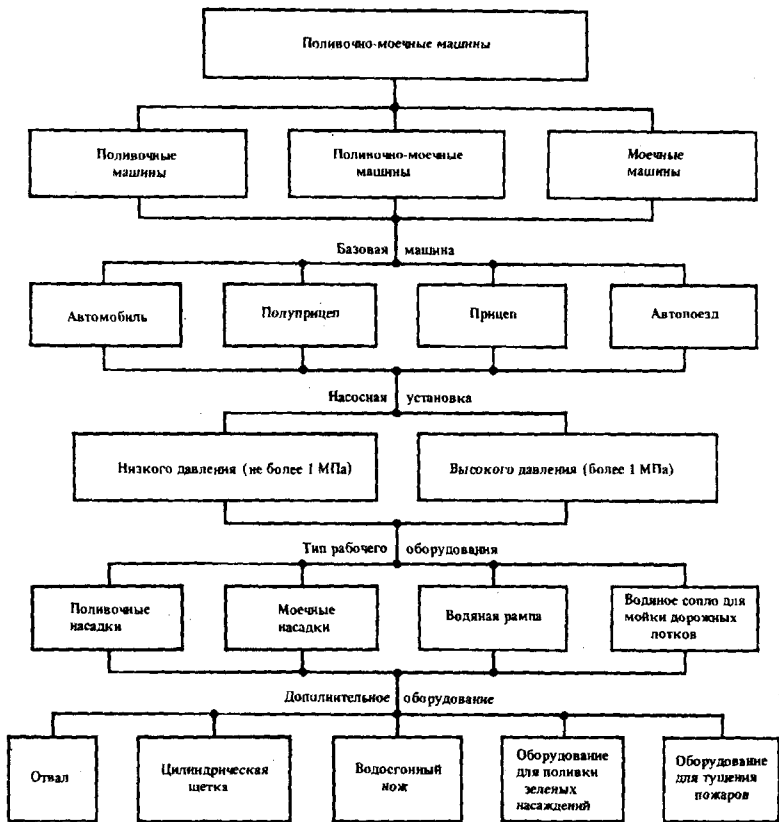 Поливочно-моечные машины
Поливочные
машины
Поливочно-моечные
машины
Моечные
машины
Базовая машина
Автомобиль
Полуприцеп
Прицеп
Автопоезд
Насосная установка
Низкого давления (не более 1 МПа)
Высокого давления (более 1 МПа)
Тип рабочего оборудования
Поливочные
насадки
Моечные
насадки
Водяная рампа
Водяное сопло для
мойки дорожных
лотков
Дополнительное оборудование
Отвал
Цилиндрическая
щетка
Водосгонный
нож
Оборудование
для поливки
зеленых
насаждений
Оборудование
для тушения
пожаров